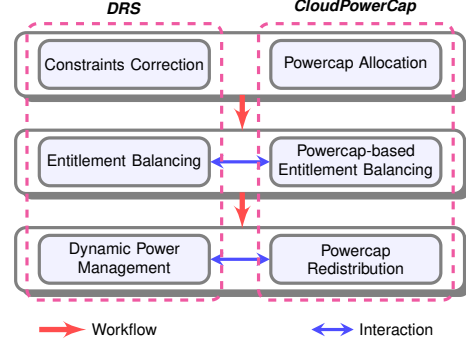 DRS
CloudPowerCap
Constraints Correction
Powercap Allocation
Entitlement Balancing
Powercap-based
Entitlement Balancing
Dynamic Power
Management
Powercap
Redistribution
Workflow
Interaction